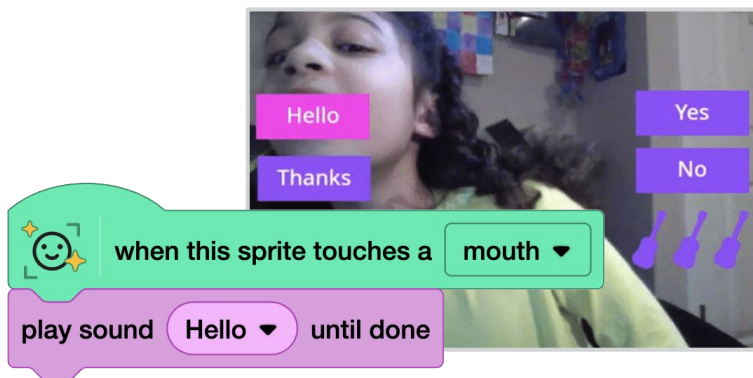 Hello
Yes
Thanks
No
when this sprite touches a mouth
play sound Hello until done